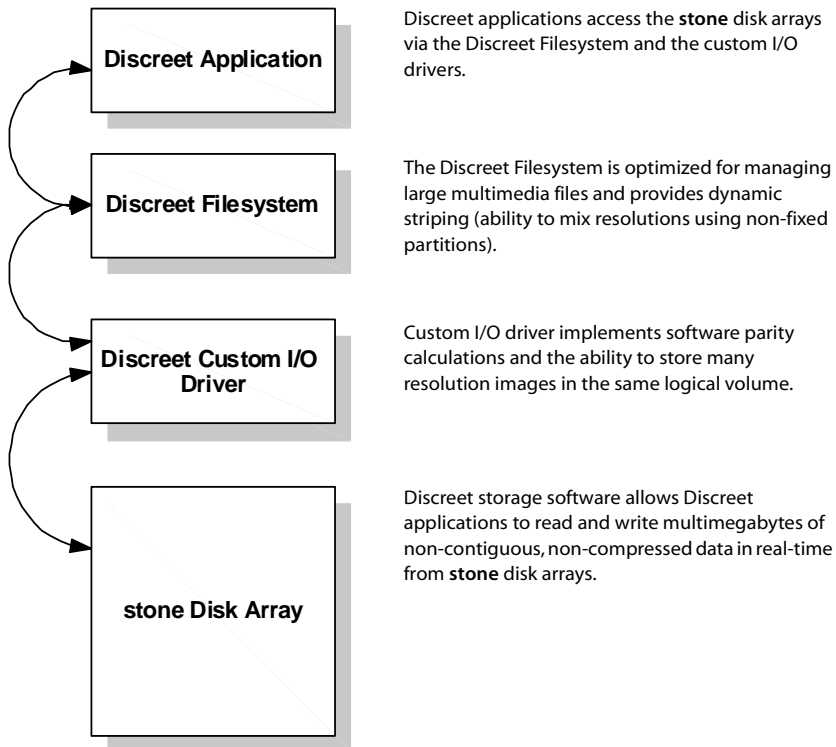 Discreet Application
Discreet applications access the stone disk arrays
via the Discreet Filesystem and the custom I/O
drivers.
Discreet Filesystem
The Discreet Filesystem is optimized for managing
large multimedia files and provides dynamic
striping (ability to mix resolutions using non-fixed
partitions).
Discreet Custom I/O
Driver
Custom I/O driver implements software parity
calculations and the ability to store many
resolution images in the same logical volume.
stone Disk Array
Discreet storage software allows Discreet
applications to read and write multimegabytes of
non-contiguous, non-compressed data in real-time
from stone disk arrays.